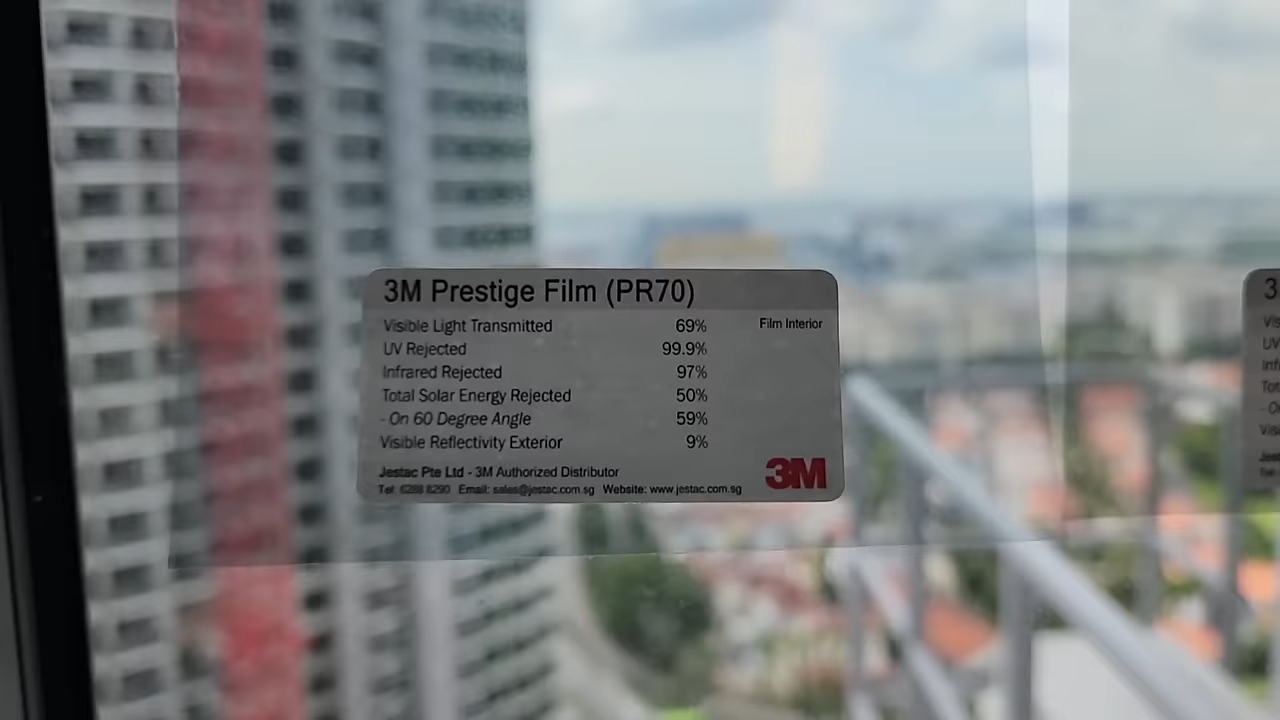 3M Prestige Film (PR70)
Visible Light Transmitted 69% Film Interior
UV Rejected 99.9%
Infrared Rejected 97%
Total Solar Energy Rejected 50%
- On 60 Degree Angle 59%
Visible Reflectivity Exterior 9%
Jestac Pte Ltd - 3M Authorized Distributor
Tel: 6288 6290 Email: sales@jestac.com.sg Website: www.jestac.com.sg
3M
3